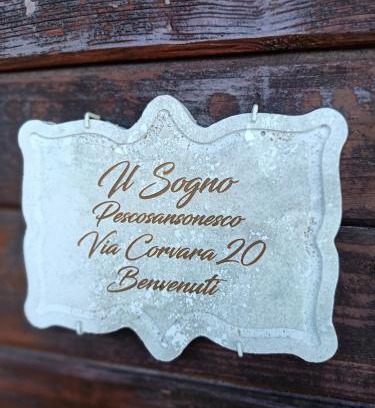 Il Sogno
Pescosansonesco
Via Corvara 20
Benvenuti